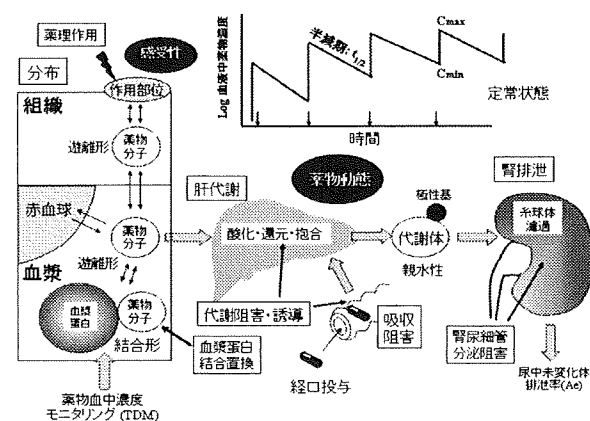 薬理作用
感受性
分布
作用部位
組織
遊離形
薬物
分子
赤血球
薬物
分子
遊離形
血漿
血漿
蛋白
薬物
分子
結合形
薬物血中濃度
モニタリング (TDM)
血漿蛋白
結合置換
Log 血液中薬物濃度
半減期: t1/2
Cmax
Cmin
定常状態
時間
薬物動態
肝代謝
酸化・還元・抱合
代謝阻害・誘導
経口投与
吸収
阻害
極性基
代謝体
親水性
腎排泄
糸球体
濾過
腎尿細管
分泌阻害
尿中未変化体
排泄率(Ae)